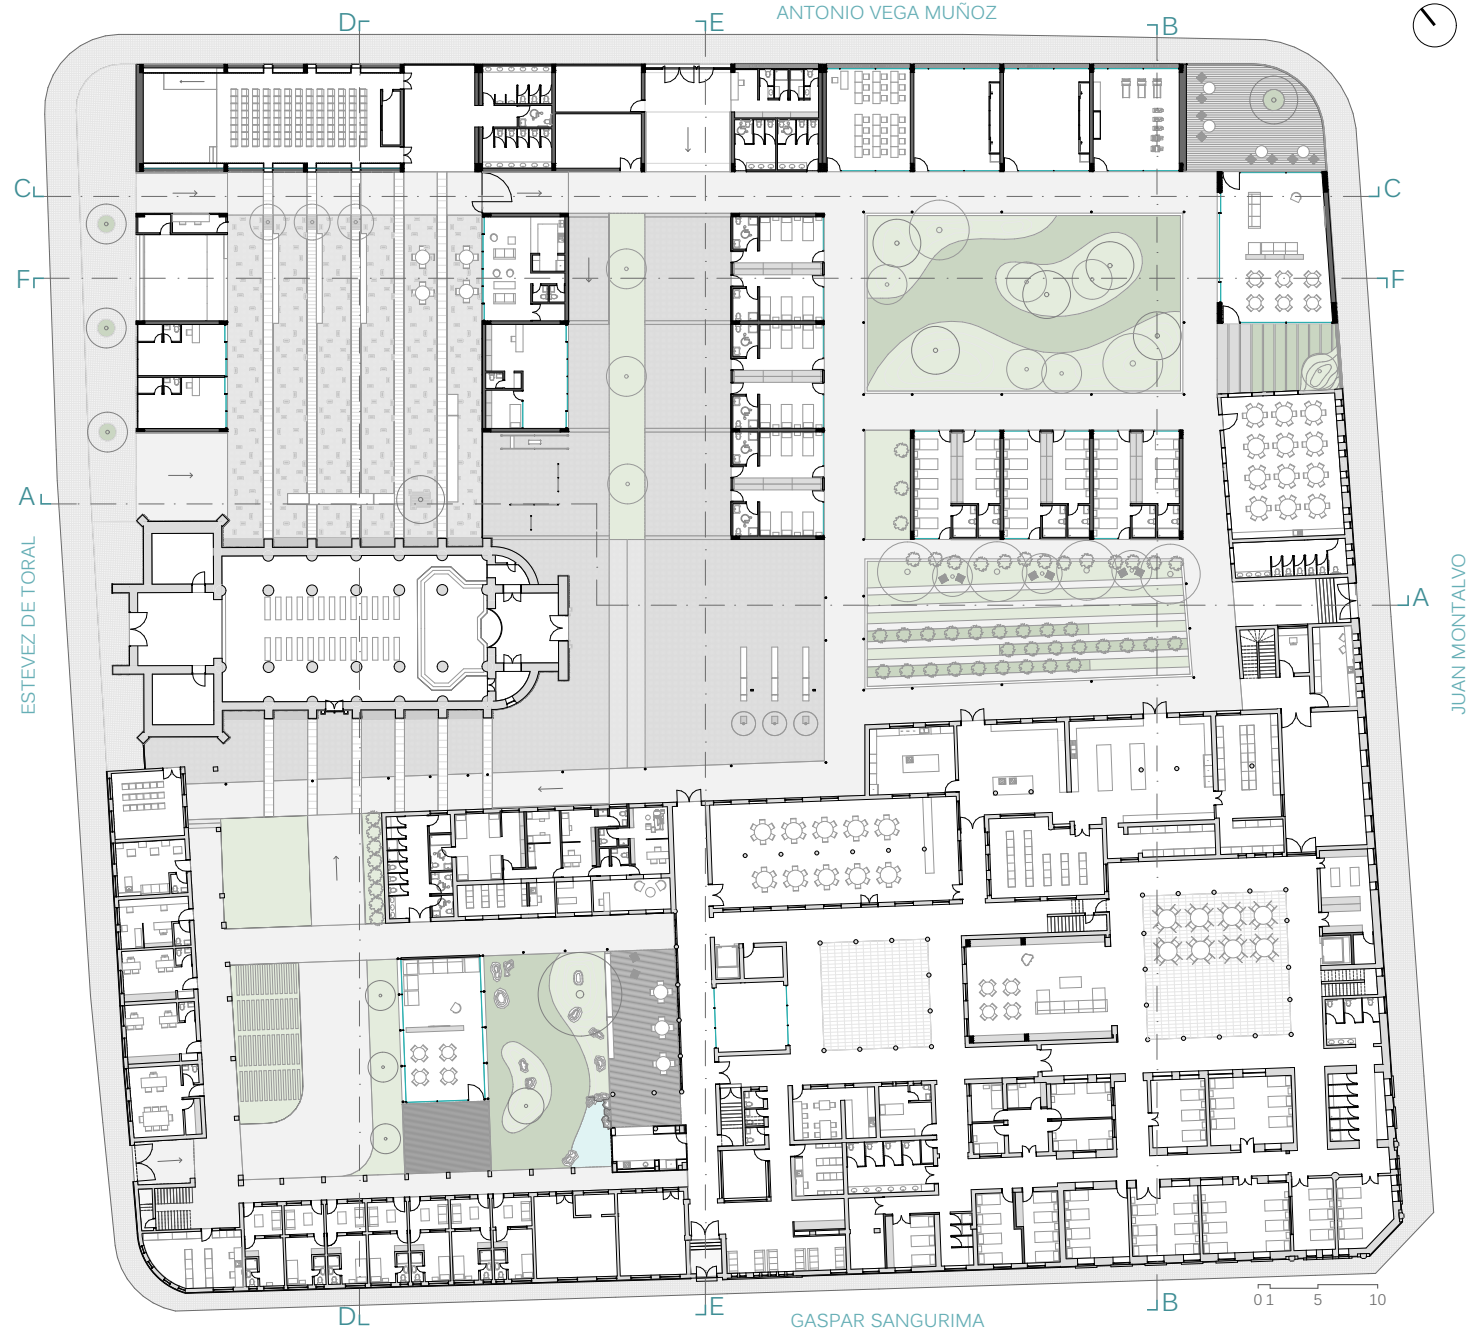 ANTONIO VEGA MUÑOZ
D E B
C C
F F
A
A
ESTEVEZ DE TORAL
JUAN MONTALVO
0 1 5 10
D E B
GASPAR SANGURIMA